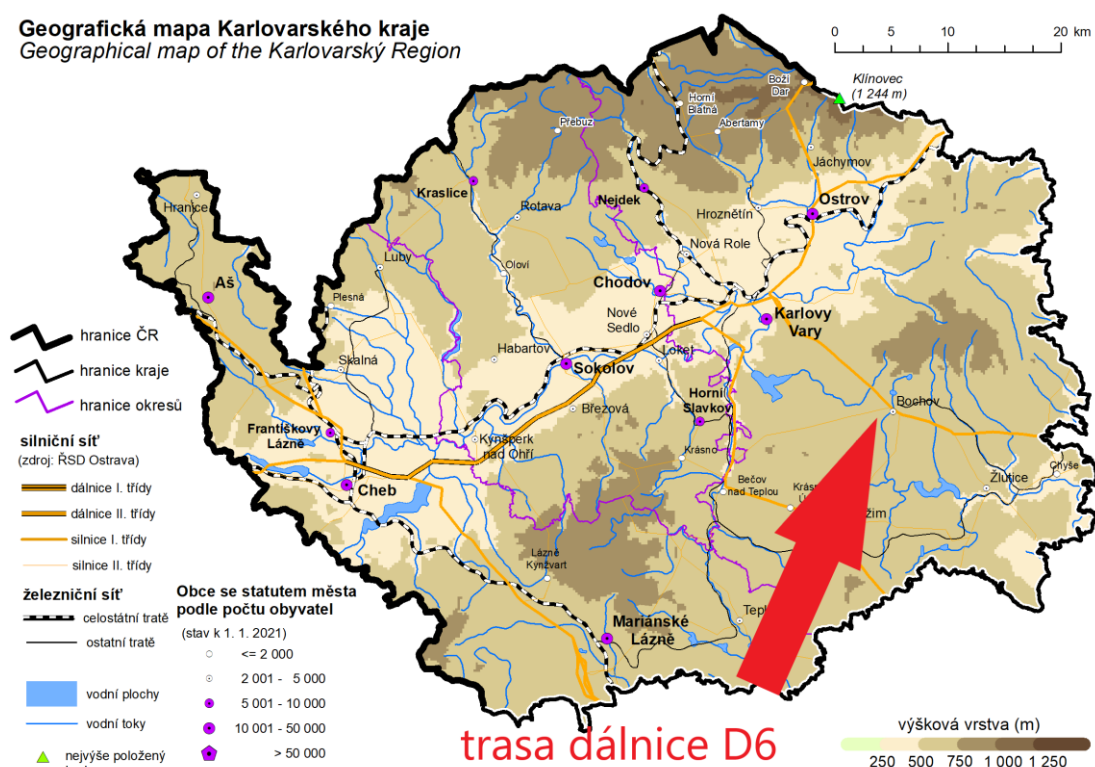 Geografická mapa Karlovarského kraje
Geographical map of the Karlovarský Region
0 5 10 20 km
Klínovec
(1 244 m)
Boží
Dar
Horní
Blatná
Přebuz
Abertamy
Jáchymov
Kraslice
Nejdek
Ostrov
Hranice
Rotava
Hroznětín
Nová Role
Luby
Oloví
Aš
Chodov
Plesná
Karlovy
Vary
Nové
Sedlo
Habartov
Skalná
Sokolov
Loket
Horní
Slavkov
Březová
Bochov
Františkovy
Lázně
Kynšperk
nad Ohří
Krásno
Chyše
Cheb
Bečov
nad Teplou
Krásn
Žlutice
žim
Lázně
Kynžvart
Mariánské
Lázně
Tepl
hranice ČR
hranice kraje
hranice okresů
silniční síť
(zdroj: ŘSD Ostrava)
dálnice I. třídy
dálnice II. třídy
silnice I. třídy
silnice II. třídy
železniční síť
celostátní tratě
ostatní tratě
vodní plochy
vodní toky
nejvýše položený
Obce se statutem města
podle počtu obyvatel
(stav k 1. 1. 2021)
<= 2 000
2 001 - 5 000
5 001 - 10 000
10 001 - 50 000
> 50 000
trasa dálnice D6
výšková vrstva (m)
250 500 750 1 000 1 250